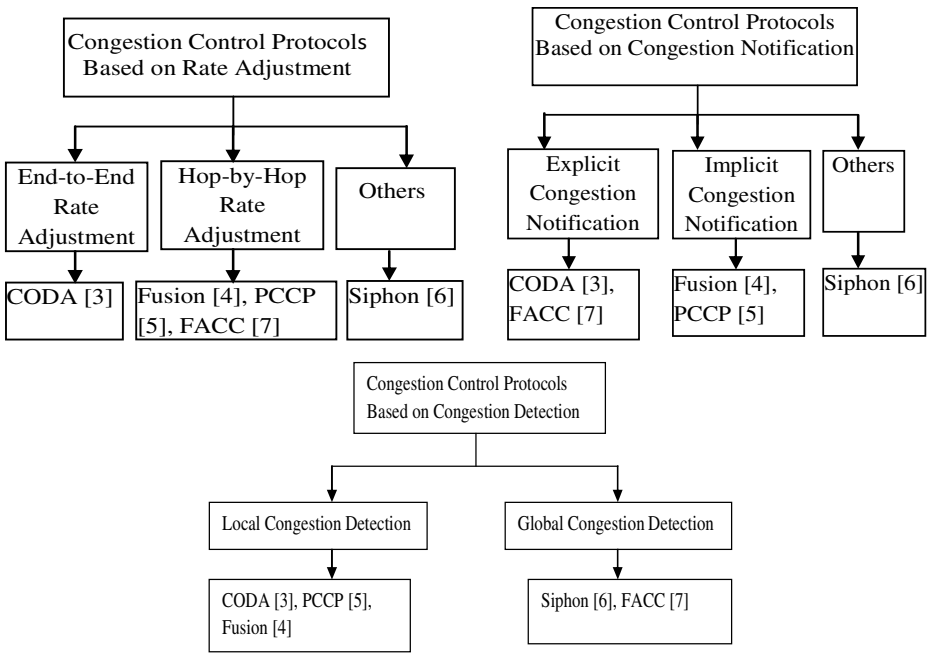 Congestion Control Protocols
Based on Rate Adjustment
End-to-End
Rate
Adjustment
Hop-by-Hop
Rate
Adjustment
Others
CODA [3]
Fusion [4], PCCP
[5], FACC [7]
Siphon [6]
Congestion Control Protocols
Based on Congestion Notification
Explicit
Congestion
Notification
Implicit
Congestion
Notification
Others
CODA [3],
FACC [7]
Fusion [4],
PCCP [5]
Siphon [6]
Congestion Control Protocols
Based on Congestion Detection
Local Congestion Detection
Global Congestion Detection
CODA [3], PCCP [5],
Fusion [4]
Siphon [6], FACC [7]